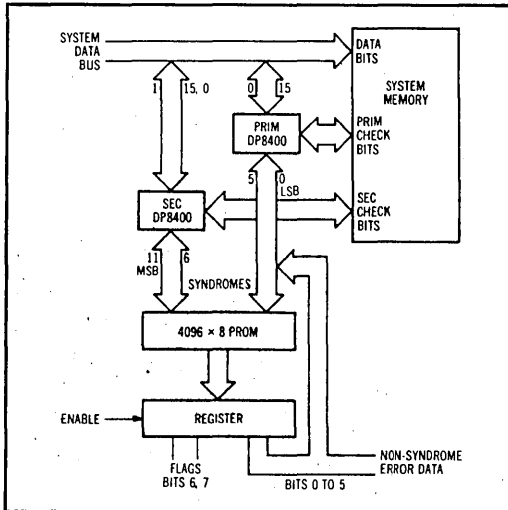 SYSTEM
DATA
BUS
DATA
BITS
SYSTEM
MEMORY
1 15, 0
0 15
PRIM
DP8400
PRIM
CHECK
BITS
5 0
LSB
SEC
DP8400
SEC
CHECK
BITS
11 6
MSB
SYNDROMES
4096 × 8 PROM
ENABLE
REGISTER
FLAGS
BITS 6, 7
BITS 0 TO 5
NON-SYNDROME
ERROR DATA